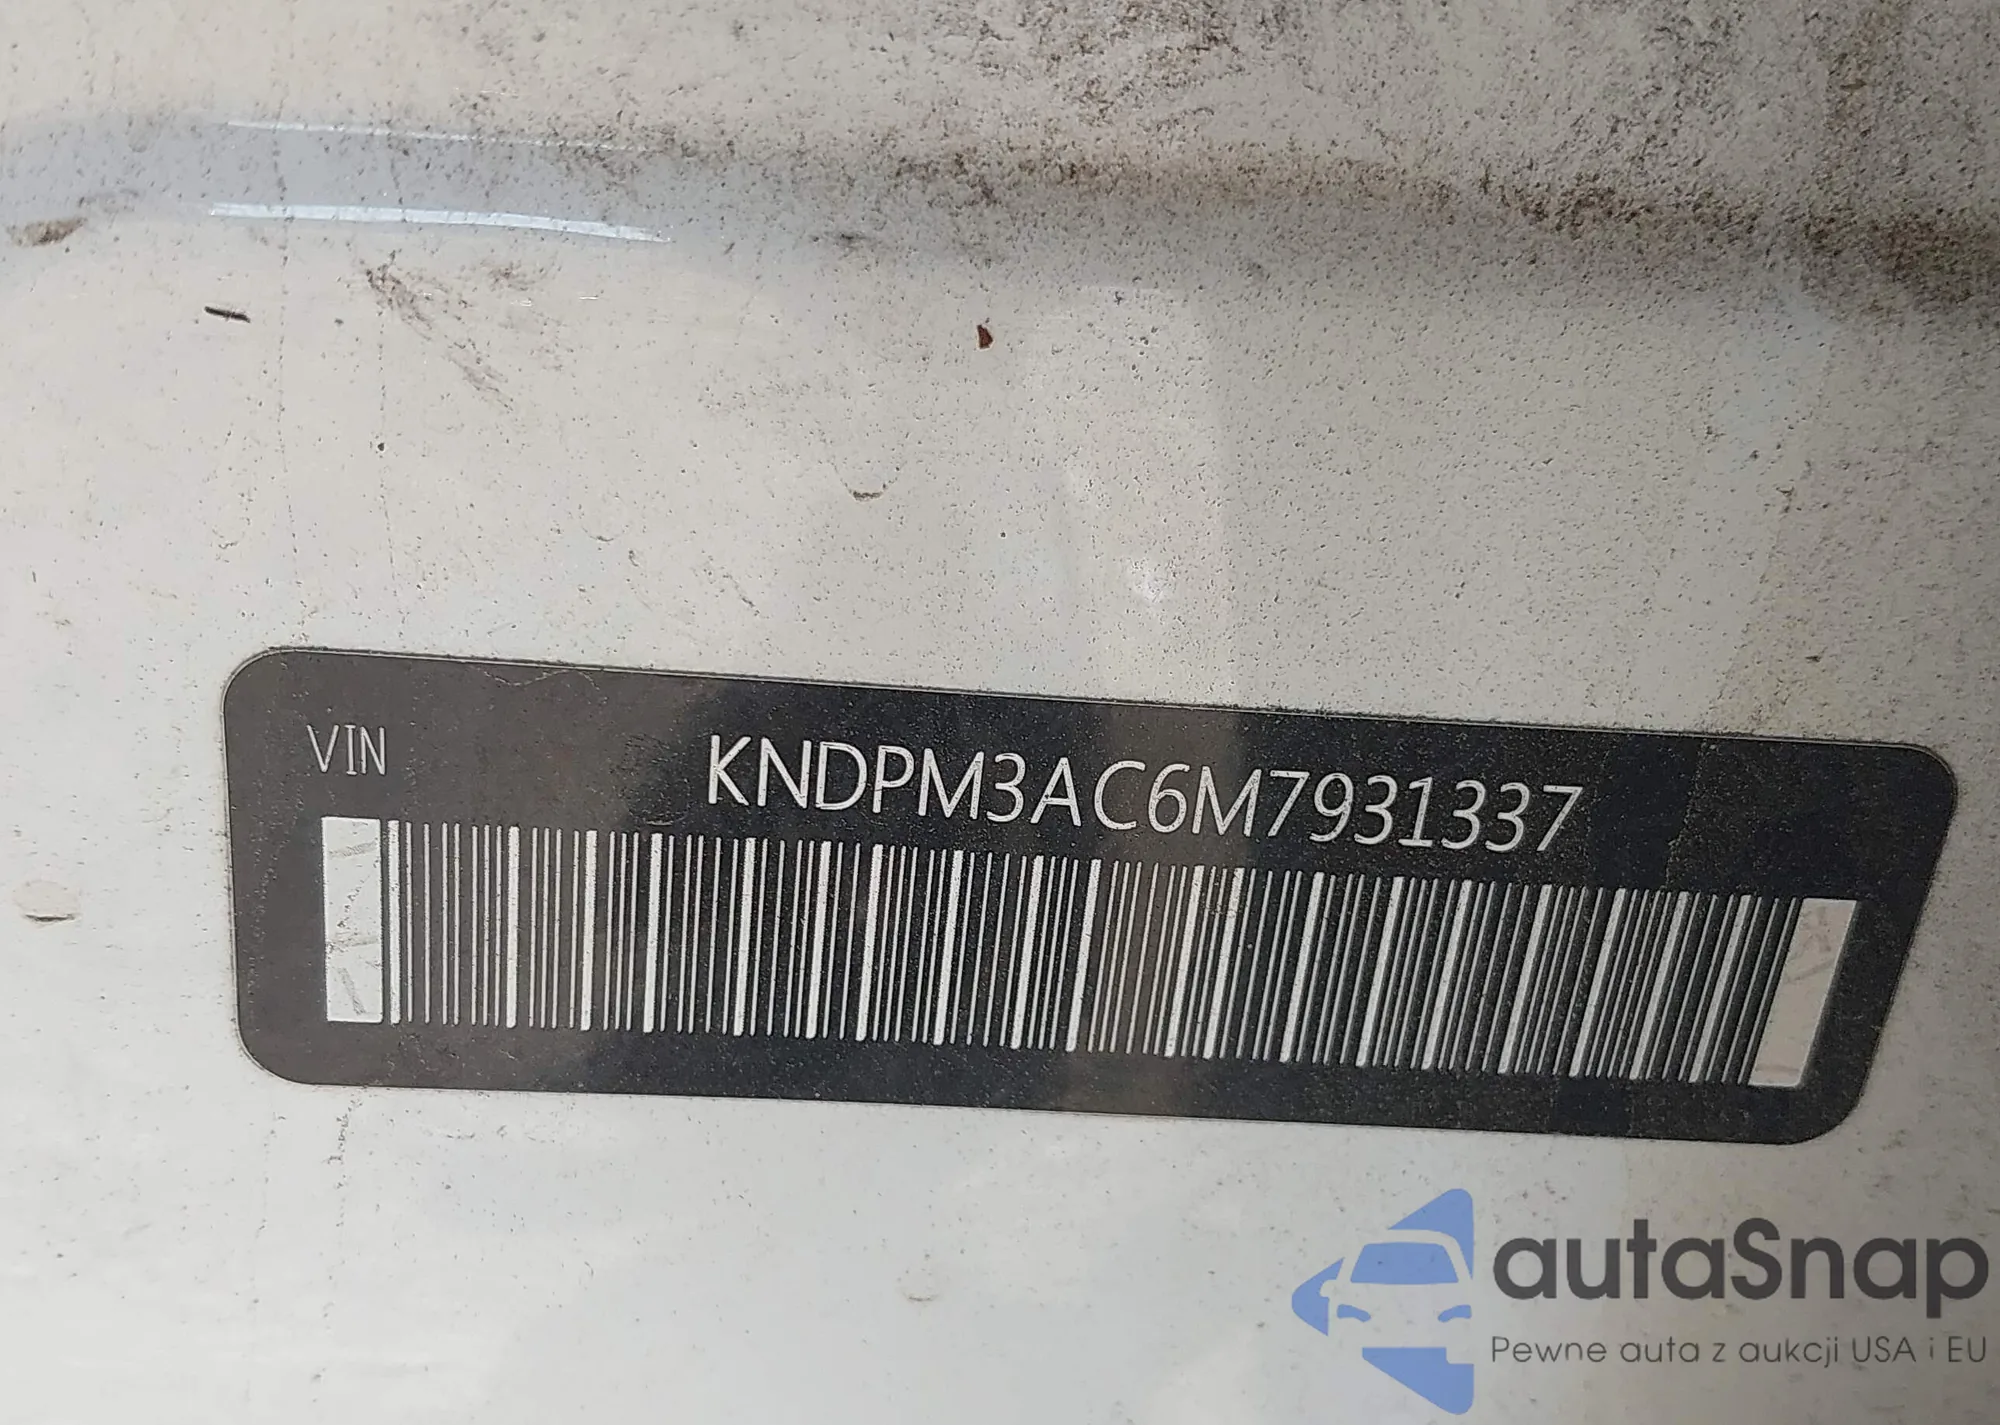 VIN
KNDPM3AC6M7931337
autaSnap
Pewne auta z aukcji USA i EU